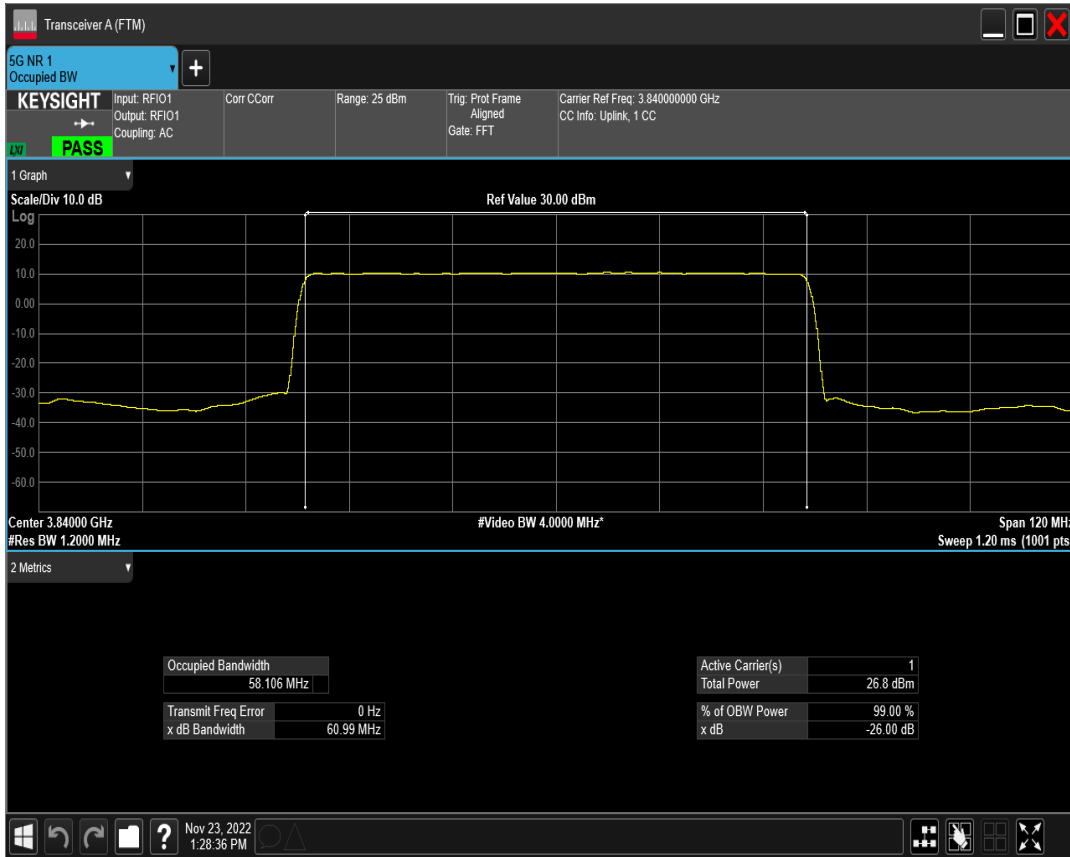 Transceiver A (FTM)
5G NR 1
Occupied BW
+
KEYSIGHT
LXI
PASS
Input: RFIO1
Output: RFIO1
Coupling: AC
Corr CCorr
Range: 25 dBm
Trig: Prot Frame
Aligned
Gate: FFT
Carrier Ref Freq: 3.840000000 GHz
CC Info: Uplink, 1 CC
1 Graph
Scale/Div 10.0 dB
Ref Value 30.00 dBm
Log
20.0
10.0
0.00
-10.0
-20.0
-30.0
-40.0
-50.0
-60.0
Center 3.84000 GHz
#Video BW 4.0000 MHz*
Span 120 MHz
#Res BW 1.2000 MHz
Sweep 1.20 ms (1001 pts
2 Metrics
Occupied Bandwidth
58.106 MHz
Transmit Freq Error 0 Hz
x dB Bandwidth 60.99 MHz
Active Carrier(s) 1
Total Power 26.8 dBm
% of OBW Power 99.00 %
x dB -26.00 dB
?
Nov 23, 2022
1:28:36 PM